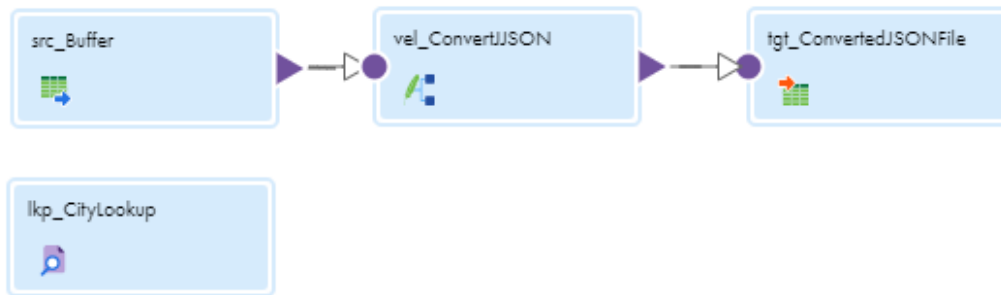 src_Buffer
vel_ConvertJJSON
tgt_ConvertedJSONFile
lkp_CityLookup